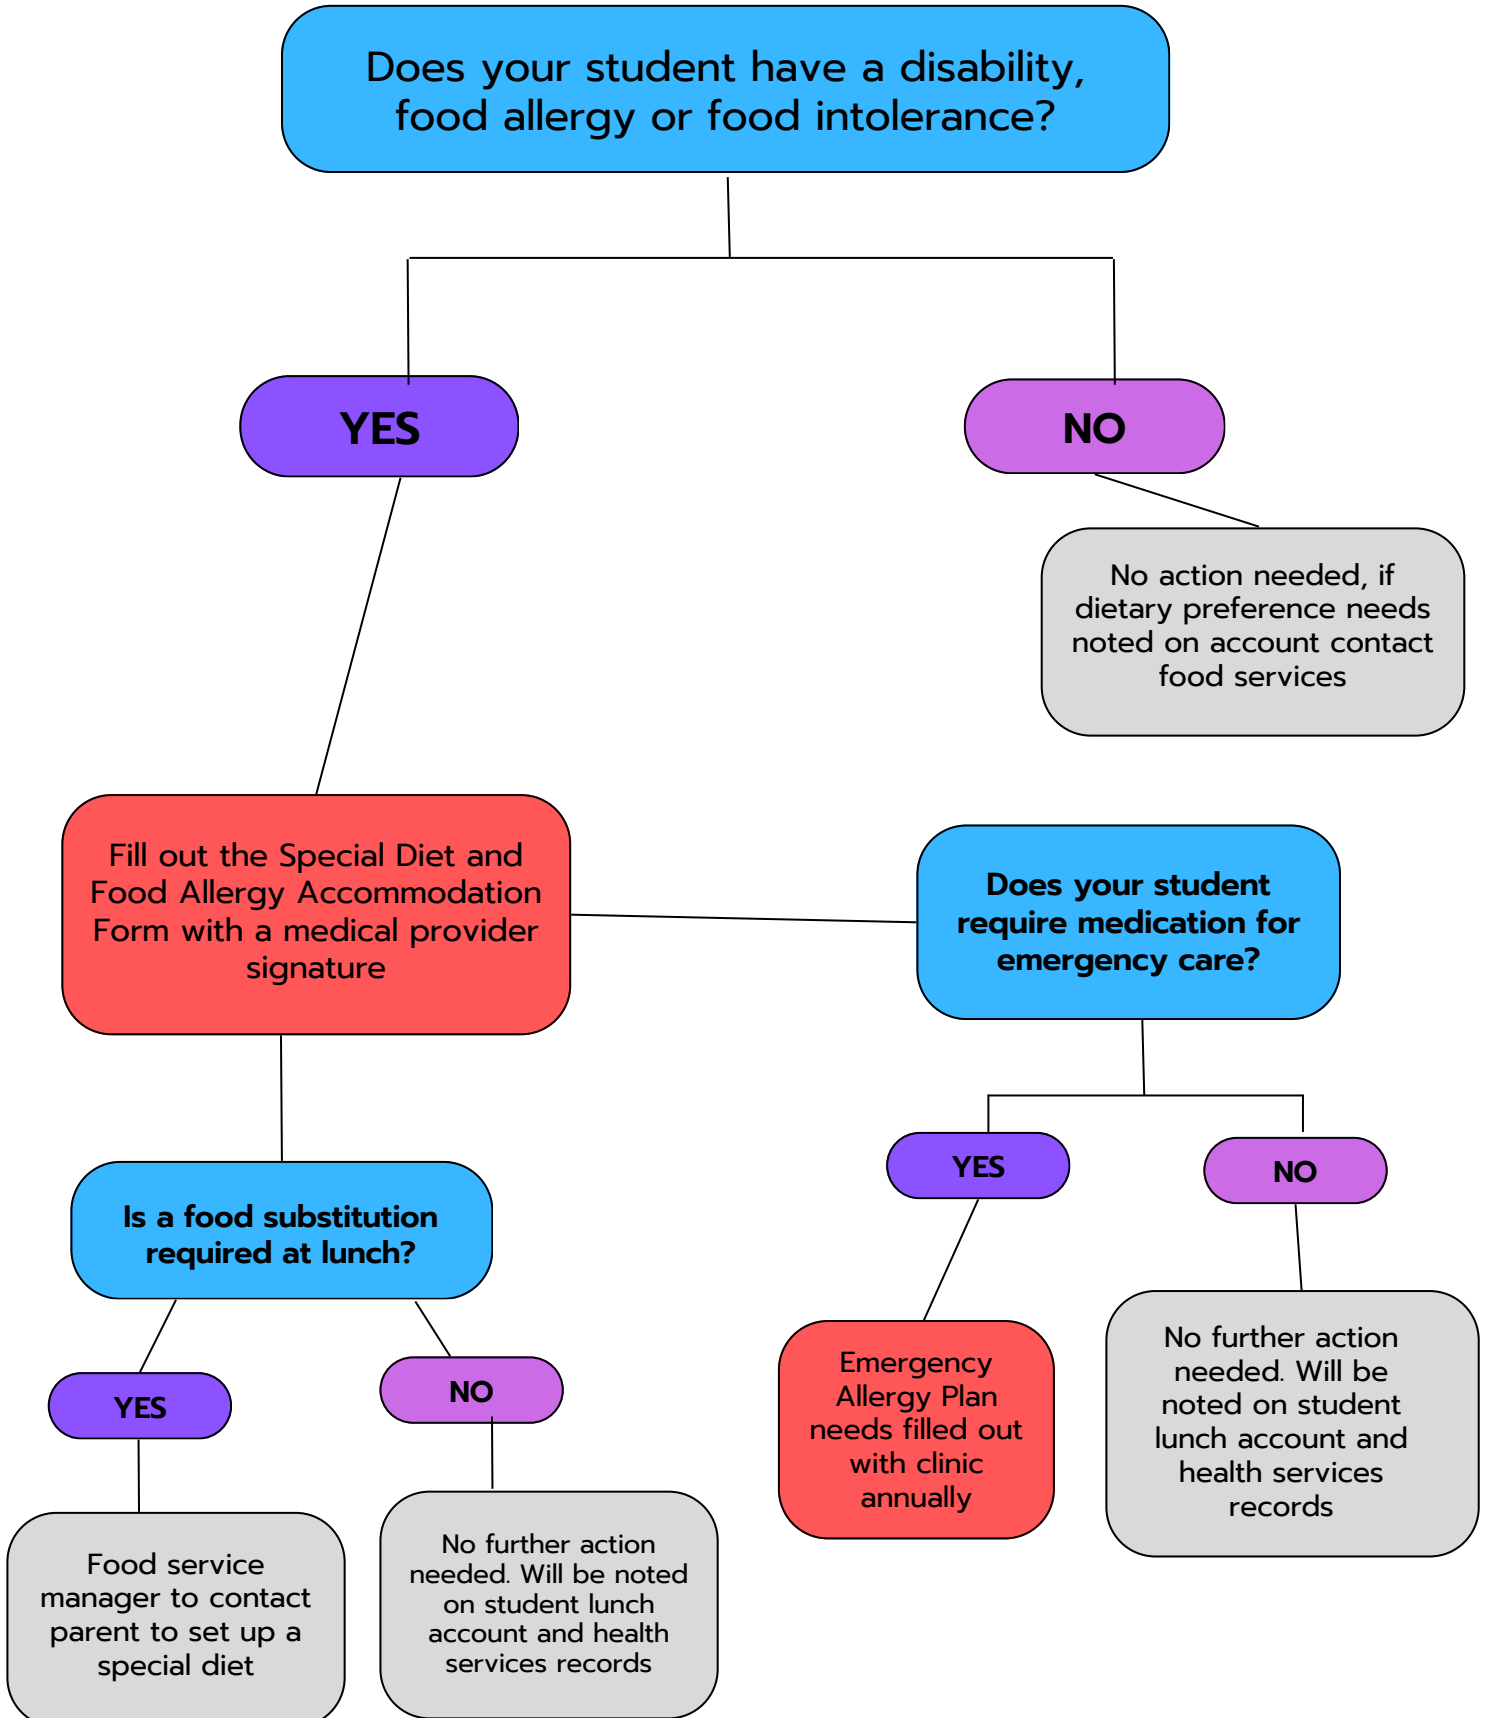 Does your student have a disability,
food allergy or food intolerance?
YES
NO
No action needed, if
dietary preference needs
noted on account contact
food services
Fill out the Special Diet and
Food Allergy Accommodation
Form with a medical provider
signature
Does your student
require medication for
emergency care?
YES
NO
Is a food substitution
required at lunch?
Emergency
Allergy Plan
needs filled out
with clinic
annually
No further action
needed. Will be
noted on student
lunch account and
health services
records
YES
NO
Food service
manager to contact
parent to set up a
special diet
No further action
needed. Will be noted
on student lunch
account and health
services records